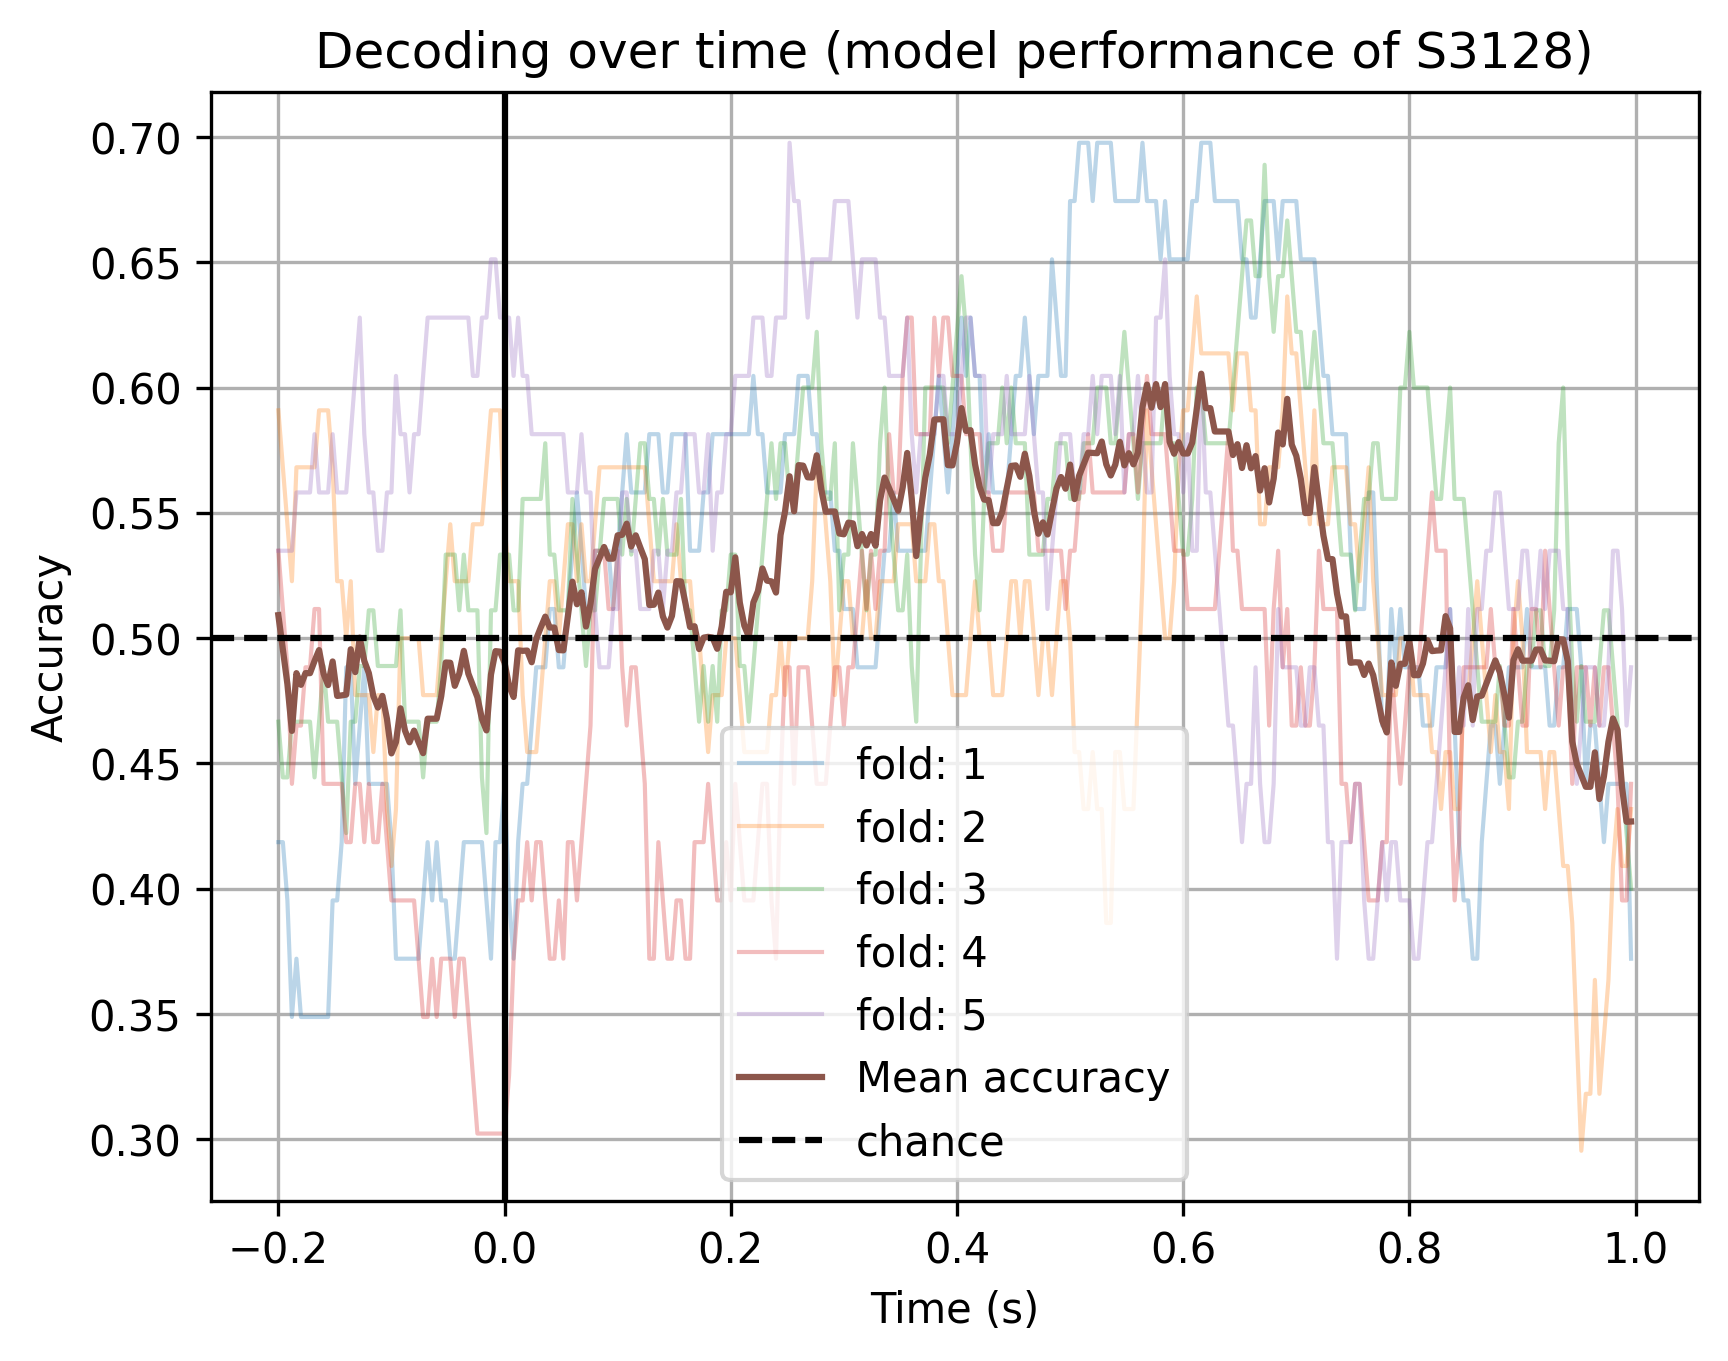 Decoding over time (model performance of S3128)
0.70
0.65
0.60
0.55
0.50
0.45
0.40
0.35
0.30
Accuracy
fold: 1
fold: 2
fold: 3
fold: 4
fold: 5
Mean accuracy
chance
−0.2 0.0 0.2 0.4 0.6 0.8 1.0
Time (s)